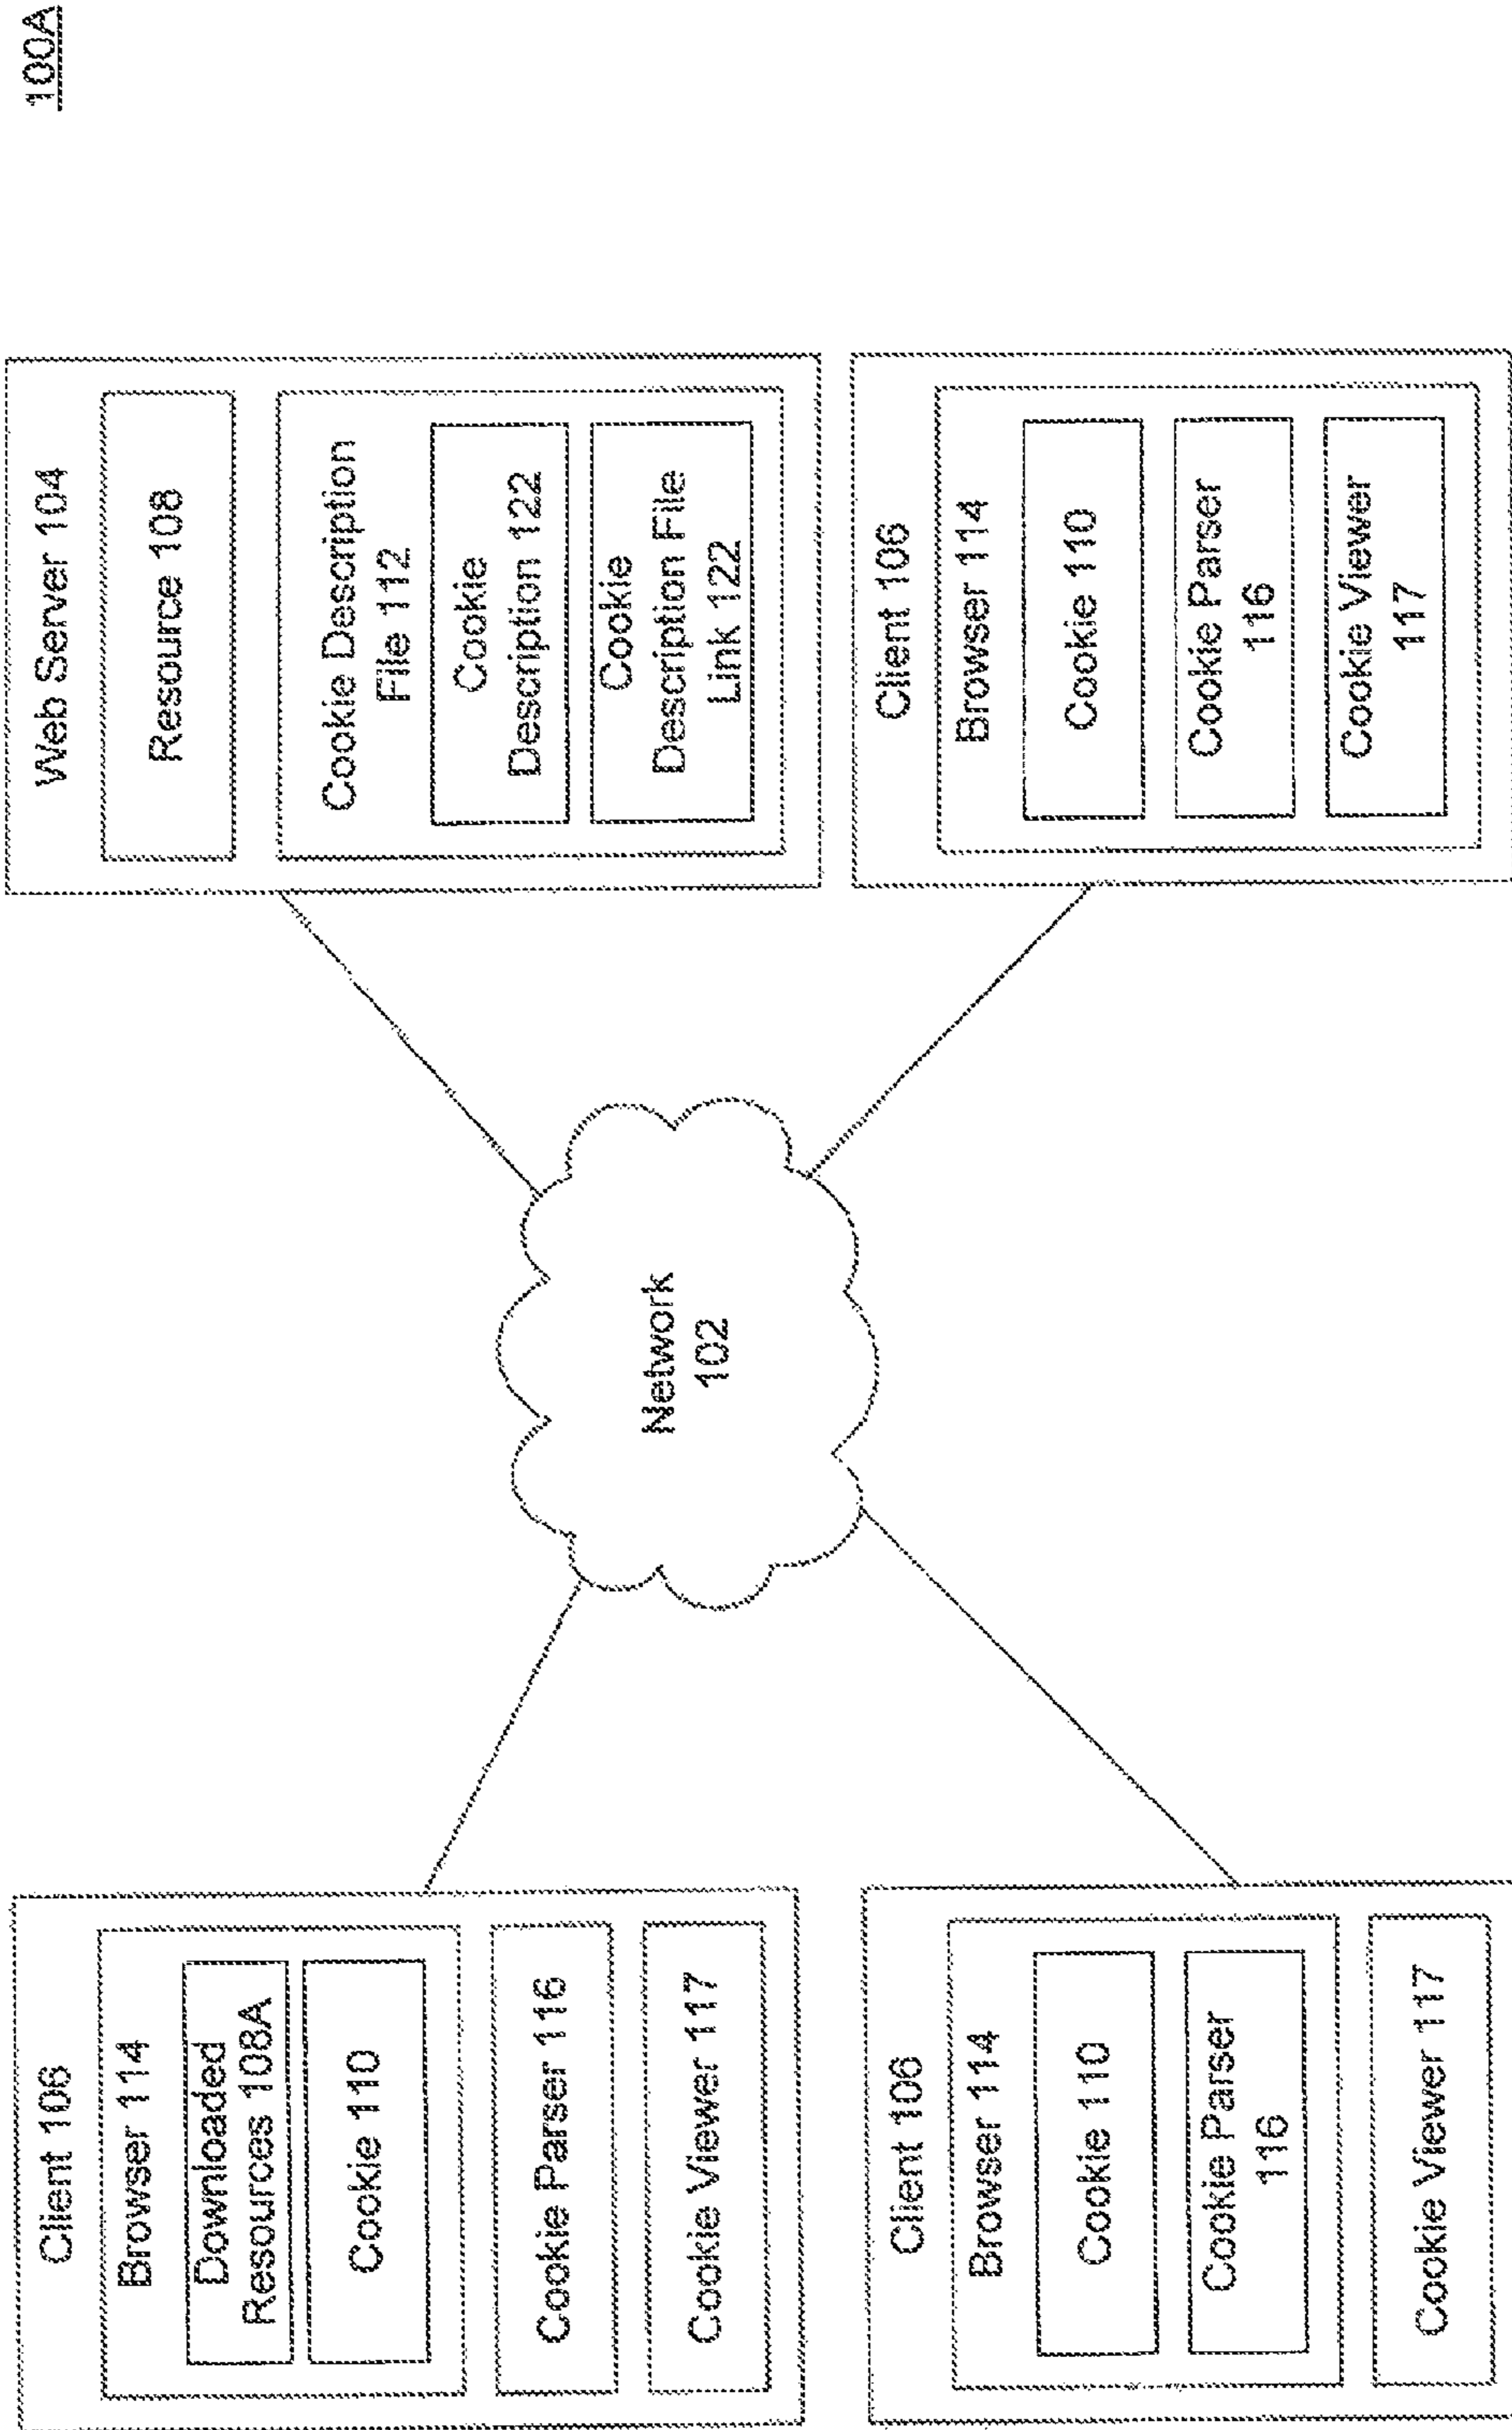 100A
Client 106
Browser 114
Downloaded
Resources 108A
Cookie 110
Cookie Parser 116
Cookie Viewer 117
Web Server 104
Resource 108
Cookie Description
File 112
Cookie
Description 122
Cookie
Description File
Link 122
Network
102
Client 106
Browser 114
Cookie 110
Cookie Parser
116
Cookie Viewer 117
Client 106
Browser 114
Cookie 110
Cookie Parser
116
Cookie Viewer
117